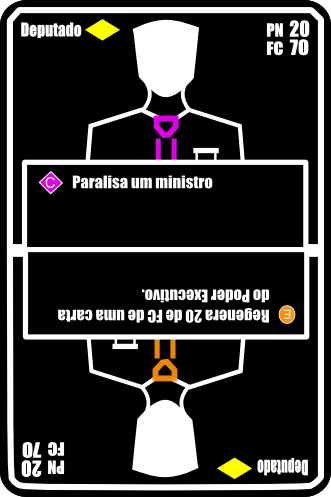 Deputado
PN 20
FC 70
C Paralisa um ministro
E Regenera 20 de FC de uma carta
do Poder Executivo.
Deputado
PN 20
FC 70